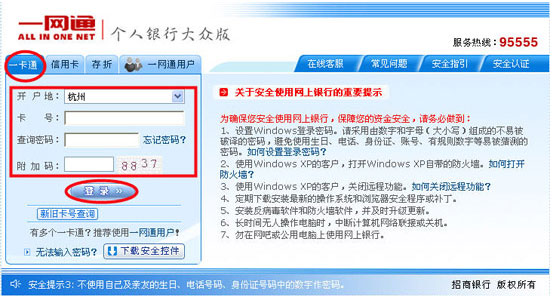 一网通
ALL IN ONE NET
个人银行大众版
服务热线：95555
一卡通 信用卡 存折 一网通用户
在线客服 常见问题 安全指引 安全认证
开 户 地： 杭州
卡 号：
查询密码： 忘记密码?
附 加 码： 8837
登 录 »
新旧卡号查询
有多个一卡通？推荐使用一网通用户！
无法输入密码？ 下载安全控件
关于安全使用网上银行的重要提示
为确保您安全使用网上银行，保障您的资金安全，请务必做到：
1、设置Windows登录密码。请采用由数字和字母（大小写）组成的不易被
破译的密码，避免使用生日、电话、身份证、账号、有规则数字等易被猜测的
密码。如何设置登录密码？
2、使用Windows XP的客户，打开Windows XP自带的防火墙。如何打开
防火墙？
3、使用Windows XP的客户，关闭远程功能。如何关闭远程功能？
4、定期下载安装最新的操作系统和浏览器安全程序或补丁。
5、安装反病毒软件和防火墙软件，并及时升级更新。
6、长时间无人操作电脑时，中断计算机网络联接或关机。
7、勿在网吧或公用电脑上使用网上银行。
安全提示3：不使用自己及亲友的生日、电话号码、身份证号码中的数字作密码。
招商银行 版权所有